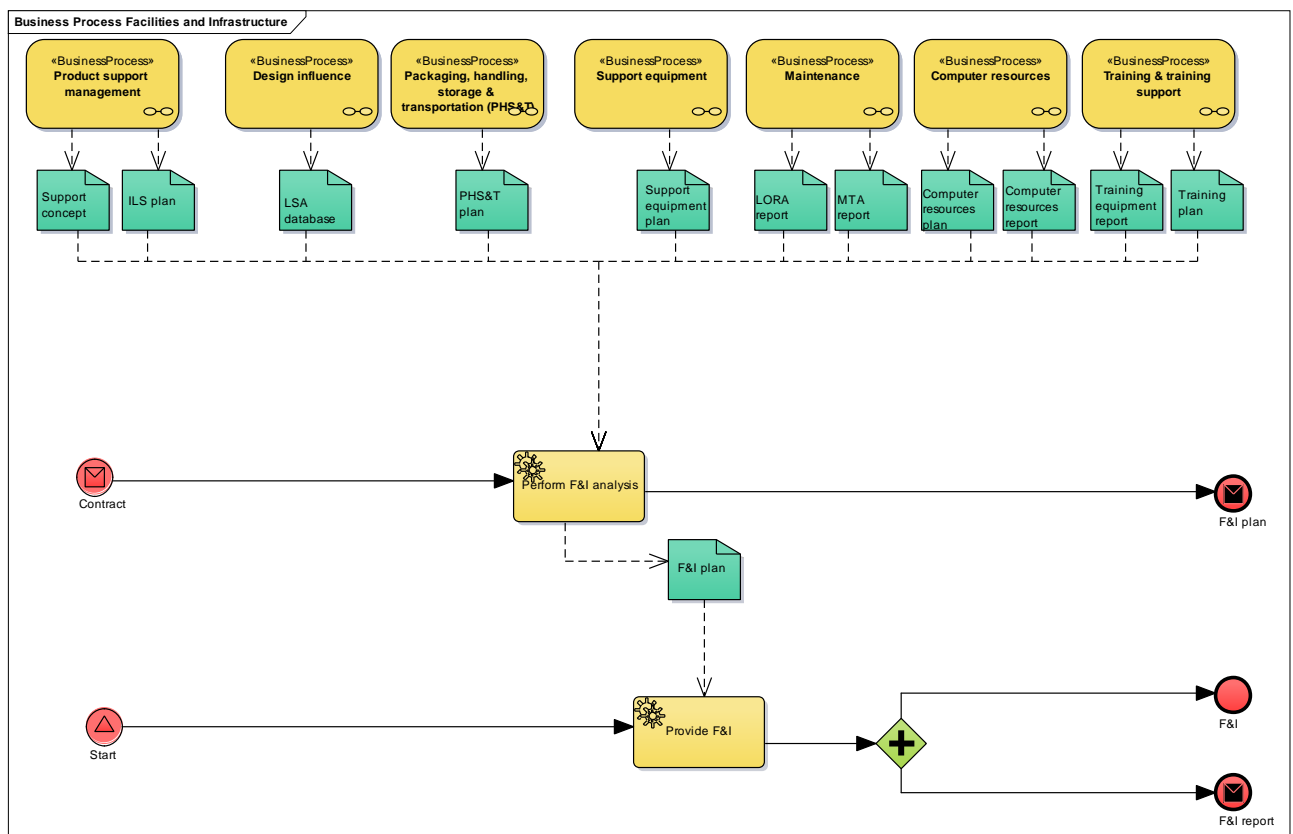 Business Process Facilities and Infrastructure
«BusinessProcess»
Product support
management
«BusinessProcess»
Design influence
«BusinessProcess»
Packaging, handling,
storage &
transportation (PHS&T)
«BusinessProcess»
Support equipment
«BusinessProcess»
Maintenance
«BusinessProcess»
Computer resources
«BusinessProcess»
Training & training
support
Support
concept
ILS plan
LSA
database
PHS&T
plan
Support
equipment
plan
LORA
report
MTA
report
Computer
resources
plan
Computer
resources
report
Training
equipment
report
Training
plan
Contract
Perform F&I analysis
F&I plan
F&I plan
Start
Provide F&I
F&I
F&I report